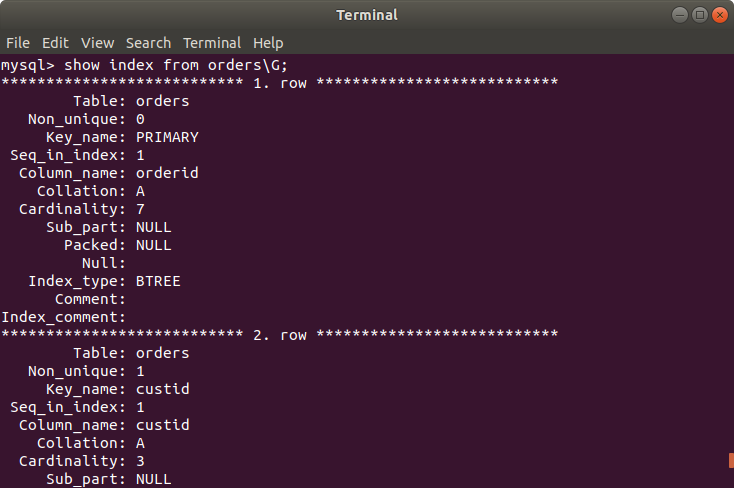 Terminal
File Edit View Search Terminal Help
mysql> show index from orders\G;
*************************** 1. row ***************************
Table: orders
Non_unique: 0
Key_name: PRIMARY
Seq_in_index: 1
Column_name: orderid
Collation: A
Cardinality: 7
Sub_part: NULL
Packed: NULL
Null:
Index_type: BTREE
Comment:
Index_comment:
*************************** 2. row ***************************
Table: orders
Non_unique: 1
Key_name: custid
Seq_in_index: 1
Column_name: custid
Collation: A
Cardinality: 3
Sub_part: NULL